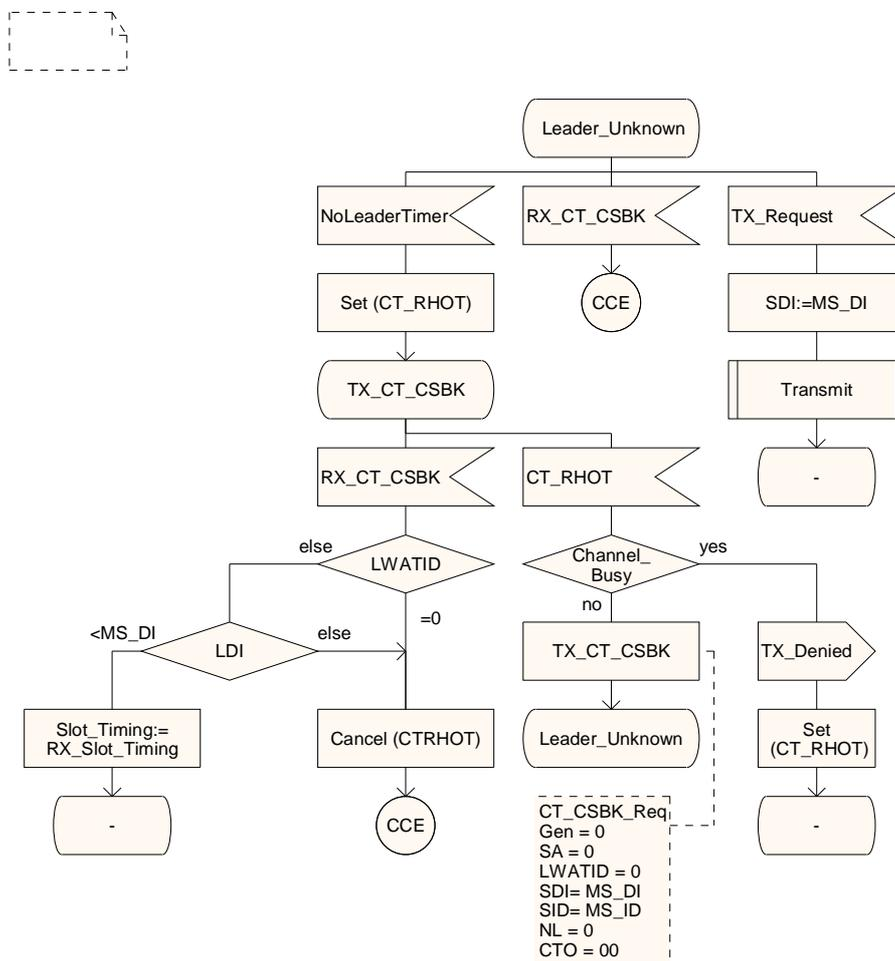 Leader_Unknown
NoLeaderTimer
RX_CT_CSBK
TX_Request
Set (CT_RHOT)
CCE
SDI:=MS_DI
TX_CT_CSBK
Transmit
RX_CT_CSBK
CT_RHOT
-
else
LWATID
Channel_
Busy
yes
=0
no
<MS_DI
LDI
else
TX_CT_CSBK
TX_Denied
Slot_Timing:=
RX_Slot_Timing
Cancel (CTRHOT)
Leader_Unknown
Set
(CT_RHOT)
-
CCE
-
CT_CSBK_Req
Gen = 0
SA = 0
LWATID = 0
SDI= MS_DI
SID= MS_ID
NL = 0
CTO = 00